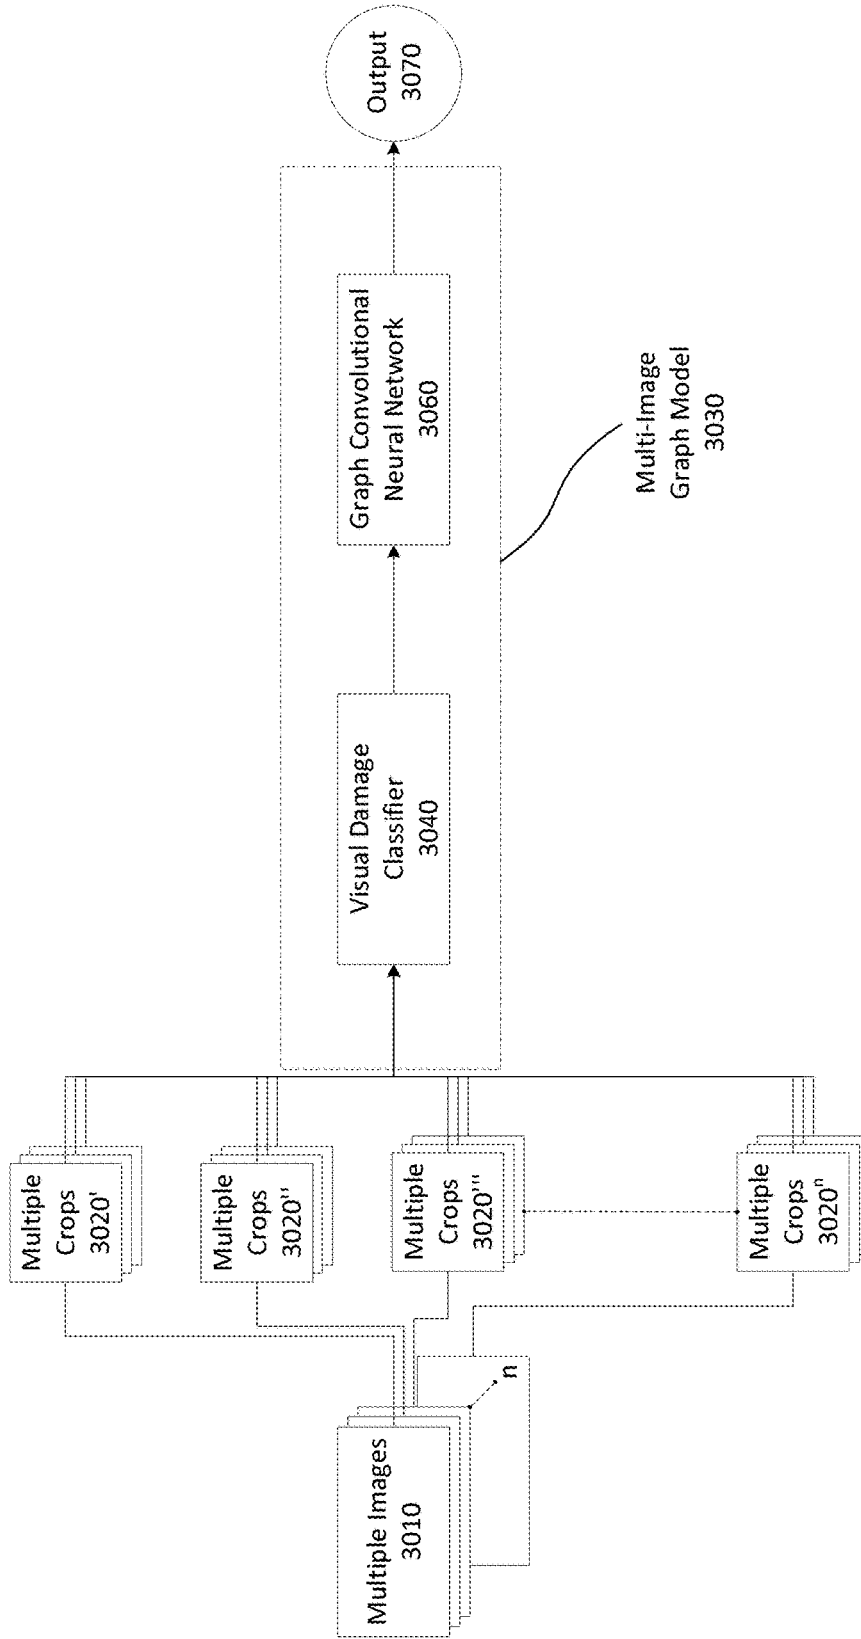 Multiple Images
3010
n
Multiple
Crops
3020'
Multiple
Crops
3020''
Multiple
Crops
3020'''
Multiple
Crops
3020ⁿ
Visual Damage
Classifier
3040
Graph Convolutional
Neural Network
3060
Multi-Image
Graph Model
3030
Output
3070